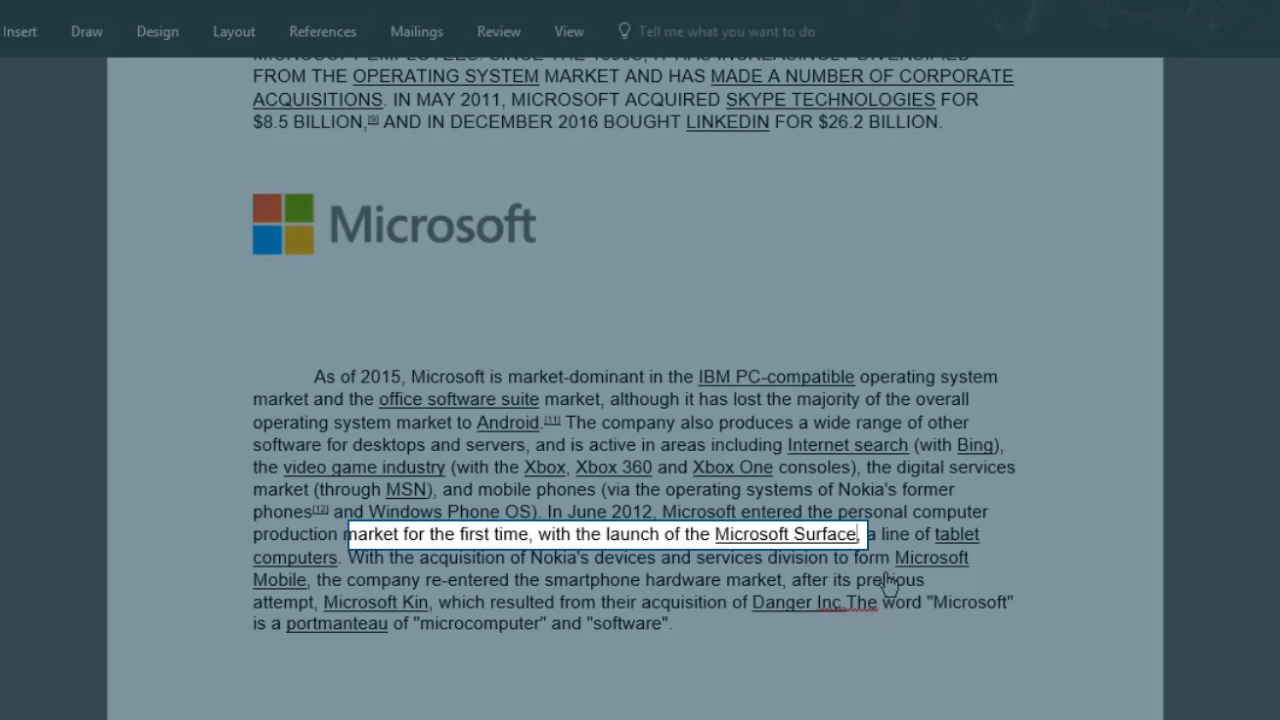 Insert Draw Design Layout References Mailings Review View Tell me what you want to do
MICROSOFT EMPLOYEES. SINCE THE 1990S, IT HAS INCREASINGLY DIVERSIFIED
FROM THE OPERATING SYSTEM MARKET AND HAS MADE A NUMBER OF CORPORATE
ACQUISITIONS. IN MAY 2011, MICROSOFT ACQUIRED SKYPE TECHNOLOGIES FOR
$8.5 BILLION,[9] AND IN DECEMBER 2016 BOUGHT LINKEDIN FOR $26.2 BILLION.
Microsoft
As of 2015, Microsoft is market-dominant in the IBM PC-compatible operating system
market and the office software suite market, although it has lost the majority of the overall
operating system market to Android.[11] The company also produces a wide range of other
software for desktops and servers, and is active in areas including Internet search (with Bing),
the video game industry (with the Xbox, Xbox 360 and Xbox One consoles), the digital services
market (through MSN), and mobile phones (via the operating systems of Nokia's former
phones[12] and Windows Phone OS). In June 2012, Microsoft entered the personal computer
production market for the first time, with the launch of the Microsoft Surface, a line of tablet
computers. With the acquisition of Nokia's devices and services division to form Microsoft
Mobile, the company re-entered the smartphone hardware market, after its previous
attempt, Microsoft Kin, which resulted from their acquisition of Danger Inc.The word "Microsoft"
is a portmanteau of "microcomputer" and "software".